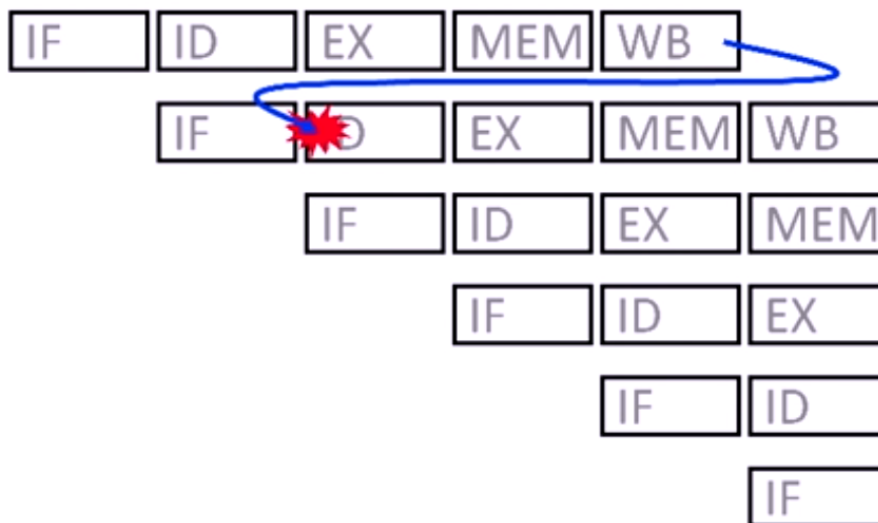 IF ID EX MEM WB
IF D EX MEM WB
IF ID EX MEM
IF ID EX
IF ID
IF